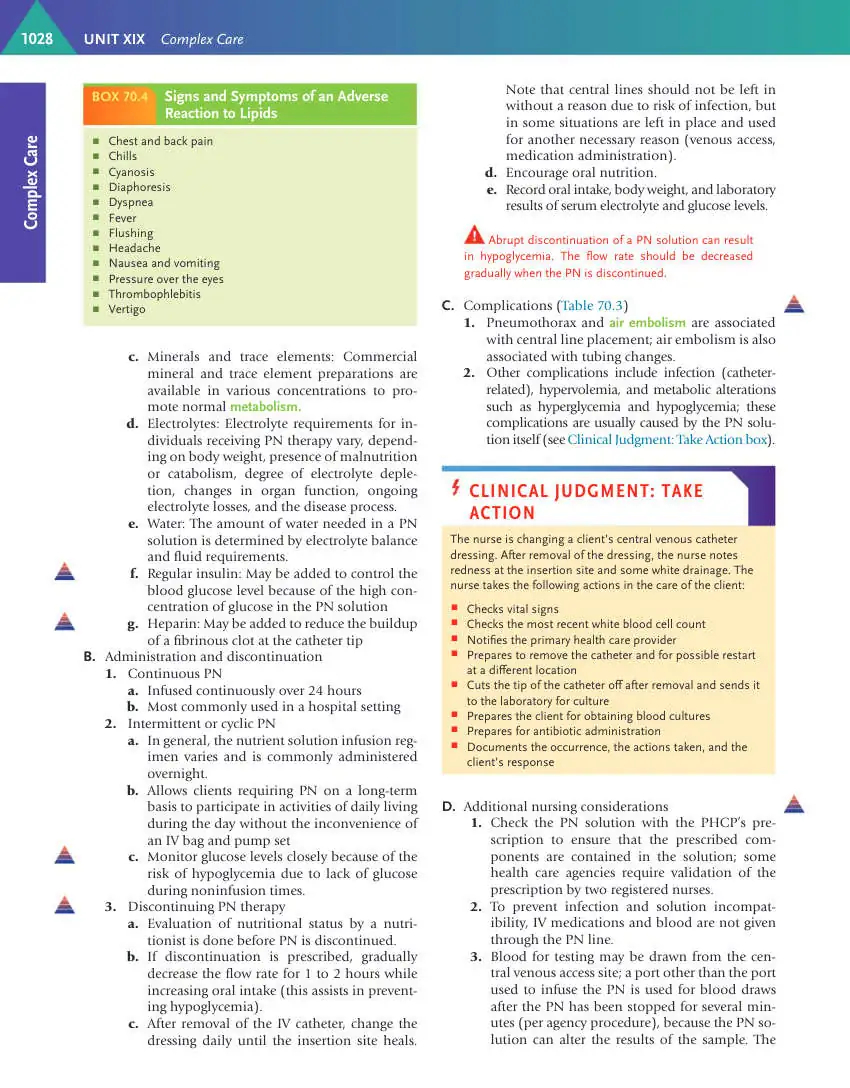 1028 UNIT XIX Complex Care
Complex Care
BOX 70.4 Signs and Symptoms of an Adverse
Reaction to Lipids
■ Chest and back pain
■ Chills
■ Cyanosis
■ Diaphoresis
■ Dyspnea
■ Fever
■ Flushing
■ Headache
■ Nausea and vomiting
■ Pressure over the eyes
■ Thrombophlebitis
■ Vertigo
c. Minerals and trace elements: Commercial
mineral and trace element preparations are
available in various concentrations to pro-
mote normal metabolism.
d. Electrolytes: Electrolyte requirements for in-
dividuals receiving PN therapy vary, depend-
ing on body weight, presence of malnutrition
or catabolism, degree of electrolyte deple-
tion, changes in organ function, ongoing
electrolyte losses, and the disease process.
e. Water: The amount of water needed in a PN
solution is determined by electrolyte balance
and fluid requirements.
f. Regular insulin: May be added to control the
blood glucose level because of the high con-
centration of glucose in the PN solution
g. Heparin: May be added to reduce the buildup
of a fibrinous clot at the catheter tip
B. Administration and discontinuation
1. Continuous PN
a. Infused continuously over 24 hours
b. Most commonly used in a hospital setting
2. Intermittent or cyclic PN
a. In general, the nutrient solution infusion reg-
imen varies and is commonly administered
overnight.
b. Allows clients requiring PN on a long-term
basis to participate in activities of daily living
during the day without the inconvenience of
an IV bag and pump set
c. Monitor glucose levels closely because of the
risk of hypoglycemia due to lack of glucose
during noninfusion times.
3. Discontinuing PN therapy
a. Evaluation of nutritional status by a nutri-
tionist is done before PN is discontinued.
b. If discontinuation is prescribed, gradually
decrease the flow rate for 1 to 2 hours while
increasing oral intake (this assists in prevent-
ing hypoglycemia).
c. After removal of the IV catheter, change the
dressing daily until the insertion site heals.
Note that central lines should not be left in
without a reason due to risk of infection, but
in some situations are left in place and used
for another necessary reason (venous access,
medication administration).
d. Encourage oral nutrition.
e. Record oral intake, body weight, and laboratory
results of serum electrolyte and glucose levels.
Abrupt discontinuation of a PN solution can result
in hypoglycemia. The flow rate should be decreased
gradually when the PN is discontinued.
C. Complications (Table 70.3)
1. Pneumothorax and air embolism are associated
with central line placement; air embolism is also
associated with tubing changes.
2. Other complications include infection (catheter-
related), hypervolemia, and metabolic alterations
such as hyperglycemia and hypoglycemia; these
complications are usually caused by the PN solu-
tion itself (see Clinical Judgment: Take Action box).
CLINICAL JUDGMENT: TAKE
ACTION
The nurse is changing a client's central venous catheter
dressing. After removal of the dressing, the nurse notes
redness at the insertion site and some white drainage. The
nurse takes the following actions in the care of the client:
■ Checks vital signs
■ Checks the most recent white blood cell count
■ Notifies the primary health care provider
■ Prepares to remove the catheter and for possible restart
at a different location
■ Cuts the tip of the catheter off after removal and sends it
to the laboratory for culture
■ Prepares the client for obtaining blood cultures
■ Prepares for antibiotic administration
■ Documents the occurrence, the actions taken, and the
client's response
D. Additional nursing considerations
1. Check the PN solution with the PHCP's pre-
scription to ensure that the prescribed com-
ponents are contained in the solution; some
health care agencies require validation of the
prescription by two registered nurses.
2. To prevent infection and solution incompat-
ibility, IV medications and blood are not given
through the PN line.
3. Blood for testing may be drawn from the cen-
tral venous access site; a port other than the port
used to infuse the PN is used for blood draws
after the PN has been stopped for several min-
utes (per agency procedure), because the PN so-
lution can alter the results of the sample. The